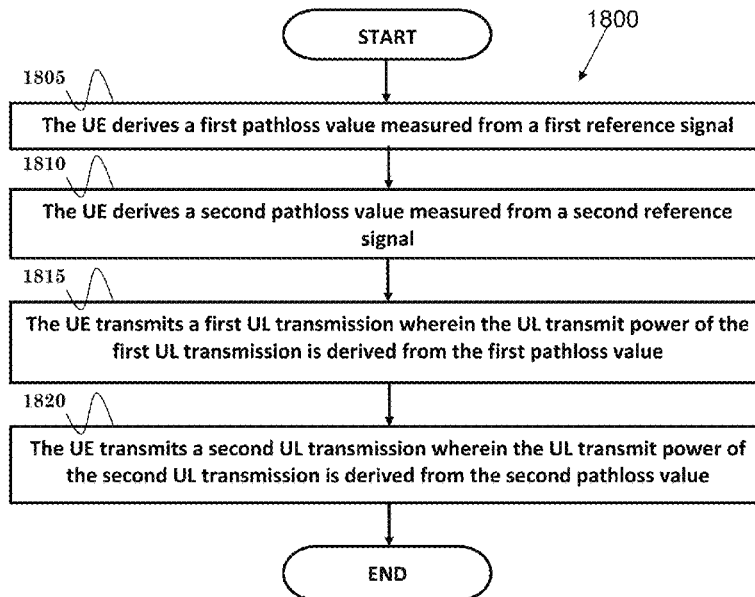 START
1800
1805
The UE derives a first pathloss value measured from a first reference signal
1810
The UE derives a second pathloss value measured from a second reference
signal
1815
The UE transmits a first UL transmission wherein the UL transmit power of the
first UL transmission is derived from the first pathloss value
1820
The UE transmits a second UL transmission wherein the UL transmit power
of the second UL transmission is derived from the second pathloss value
END